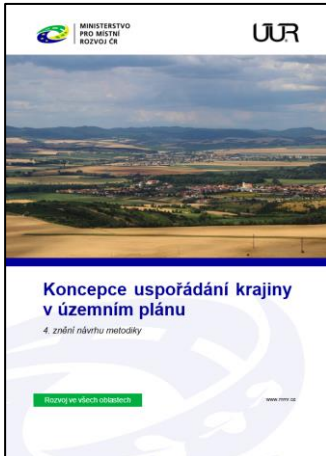 MINISTERSTVO
PRO MÍSTNÍ
ROZVOJ ČR
ÚÚR
Koncepce uspořádání krajiny
v územním plánu
4. znění návrhu metodiky
Rozvoj ve všech oblastech
www.mmr.cz